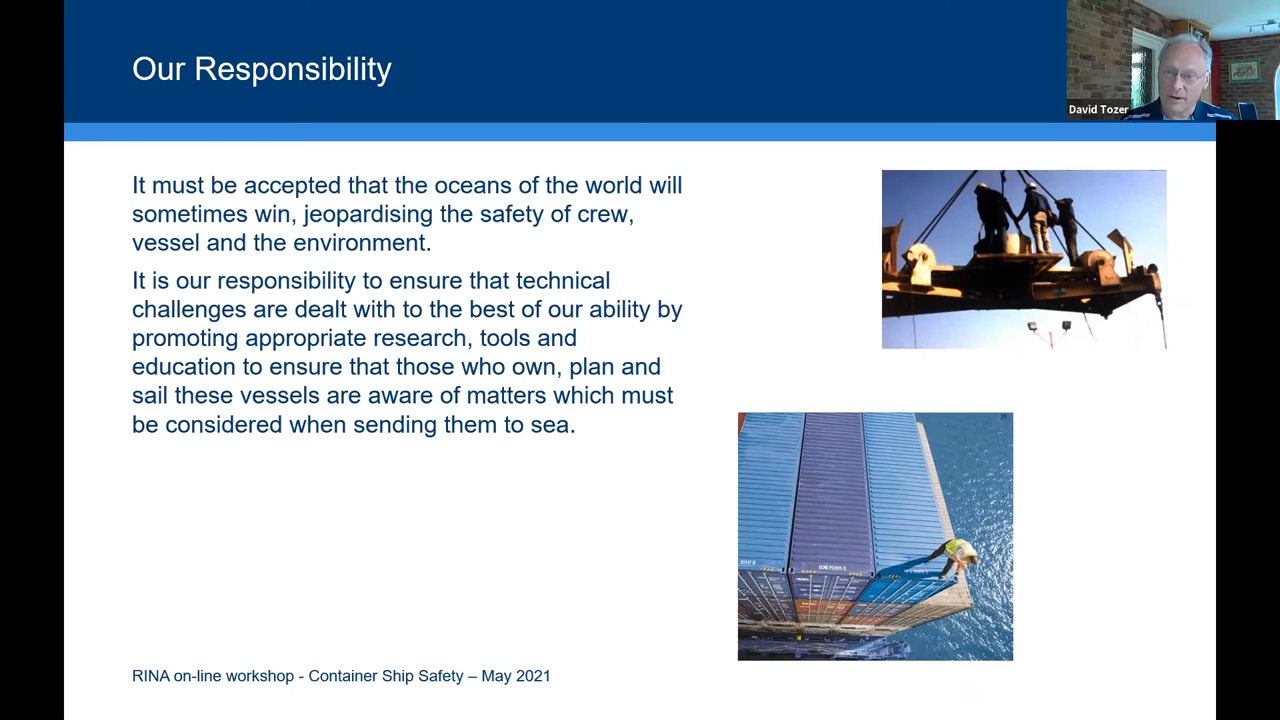 Our Responsibility
David Tozer
It must be accepted that the oceans of the world will
sometimes win, jeopardising the safety of crew,
vessel and the environment.
It is our responsibility to ensure that technical
challenges are dealt with to the best of our ability by
promoting appropriate research, tools and
education to ensure that those who own, plan and
sail these vessels are aware of matters which must
be considered when sending them to sea.
RINA on-line workshop - Container Ship Safety – May 2021